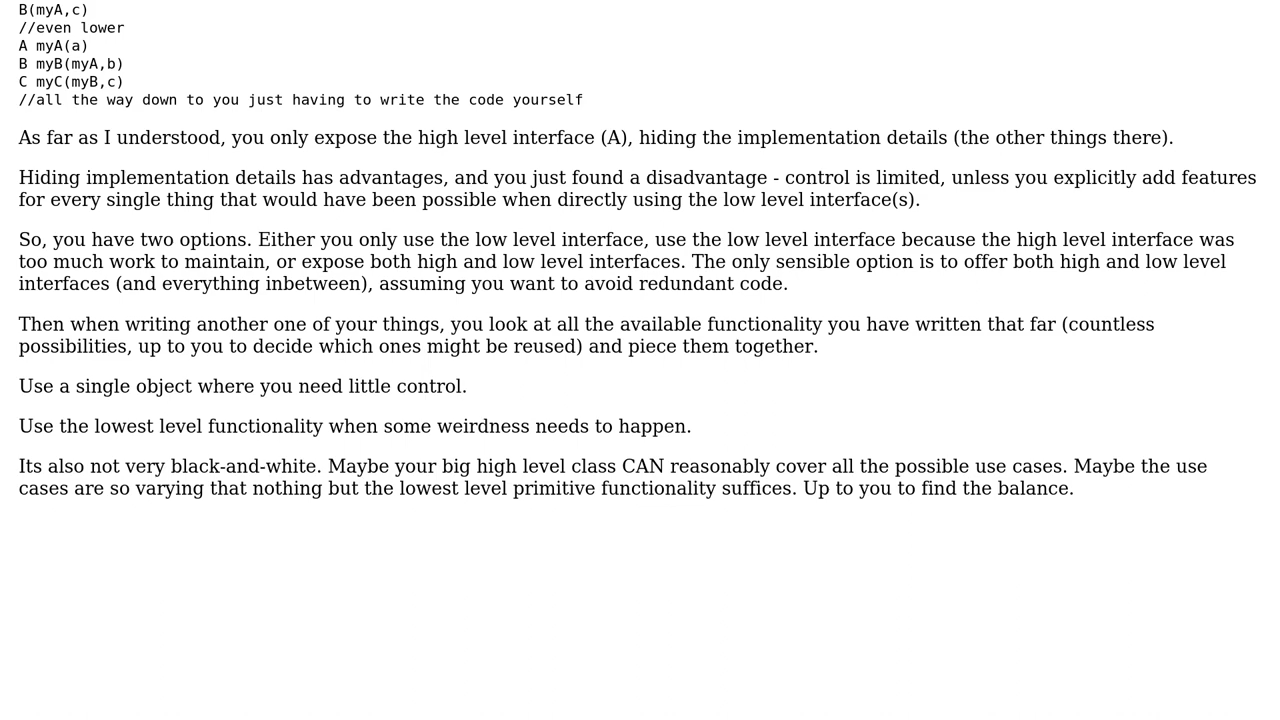 B(myA,c)
//even lower
A myA(a)
B myB(myA,b)
C myC(myB,c)
//all the way down to you just having to write the code yourself
As far as I understood, you only expose the high level interface (A), hiding the implementation details (the other things there).
Hiding implementation details has advantages, and you just found a disadvantage - control is limited, unless you explicitly add features
for every single thing that would have been possible when directly using the low level interface(s).
So, you have two options. Either you only use the low level interface, use the low level interface because the high level interface was
too much work to maintain, or expose both high and low level interfaces. The only sensible option is to offer both high and low level
interfaces (and everything inbetween), assuming you want to avoid redundant code.
Then when writing another one of your things, you look at all the available functionality you have written that far (countless
possibilities, up to you to decide which ones might be reused) and piece them together.
Use a single object where you need little control.
Use the lowest level functionality when some weirdness needs to happen.
Its also not very black-and-white. Maybe your big high level class CAN reasonably cover all the possible use cases. Maybe the use
cases are so varying that nothing but the lowest level primitive functionality suffices. Up to you to find the balance.